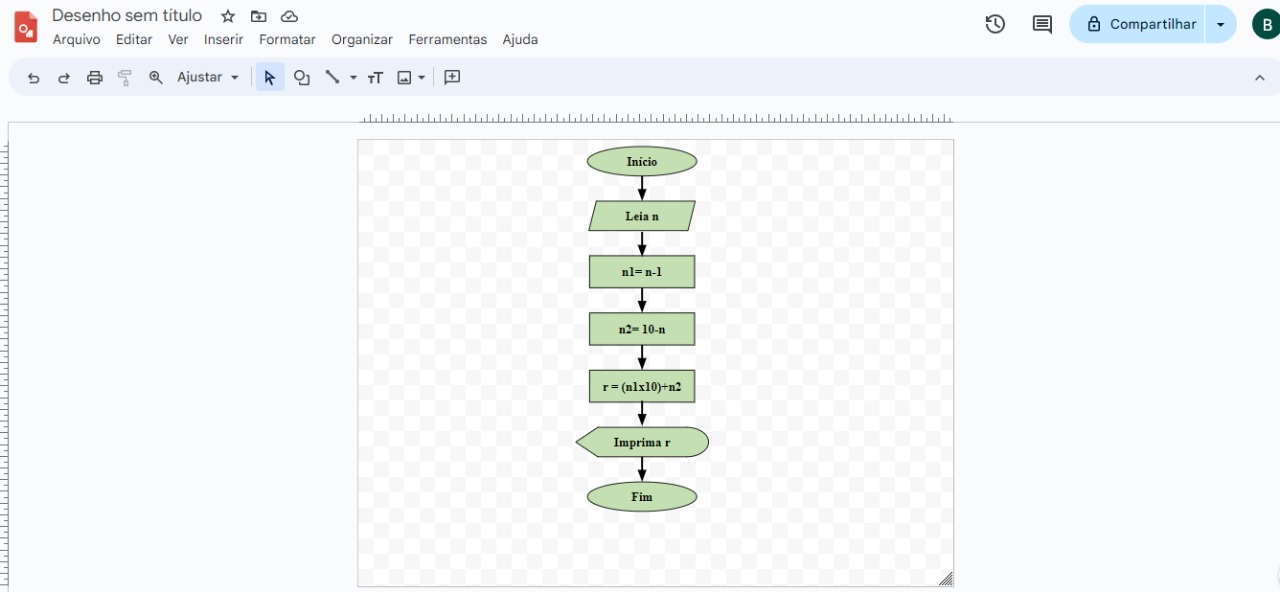 Desenho sem título
Arquivo Editar Ver Inserir Formatar Organizar Ferramentas Ajuda
Compartilhar
B
Ajustar
Início
Leia n
n1= n-1
n2= 10-n
r = (n1x10)+n2
Imprima r
Fim